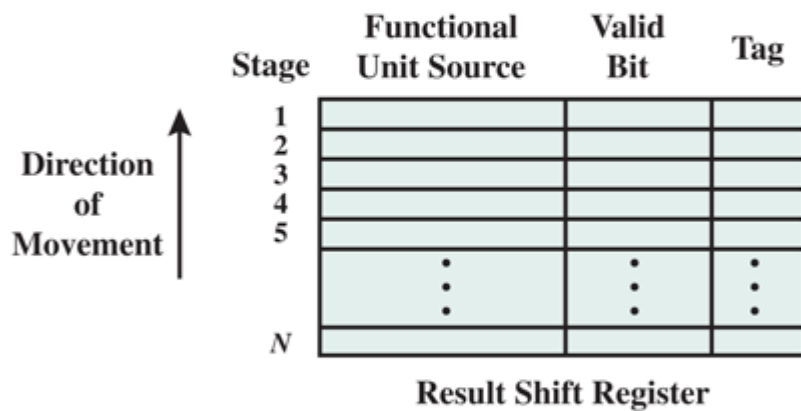 Stage
Functional
Unit Source
Valid
Bit
Tag
Direction
of
Movement
1
2
3
4
5
N
Result Shift Register